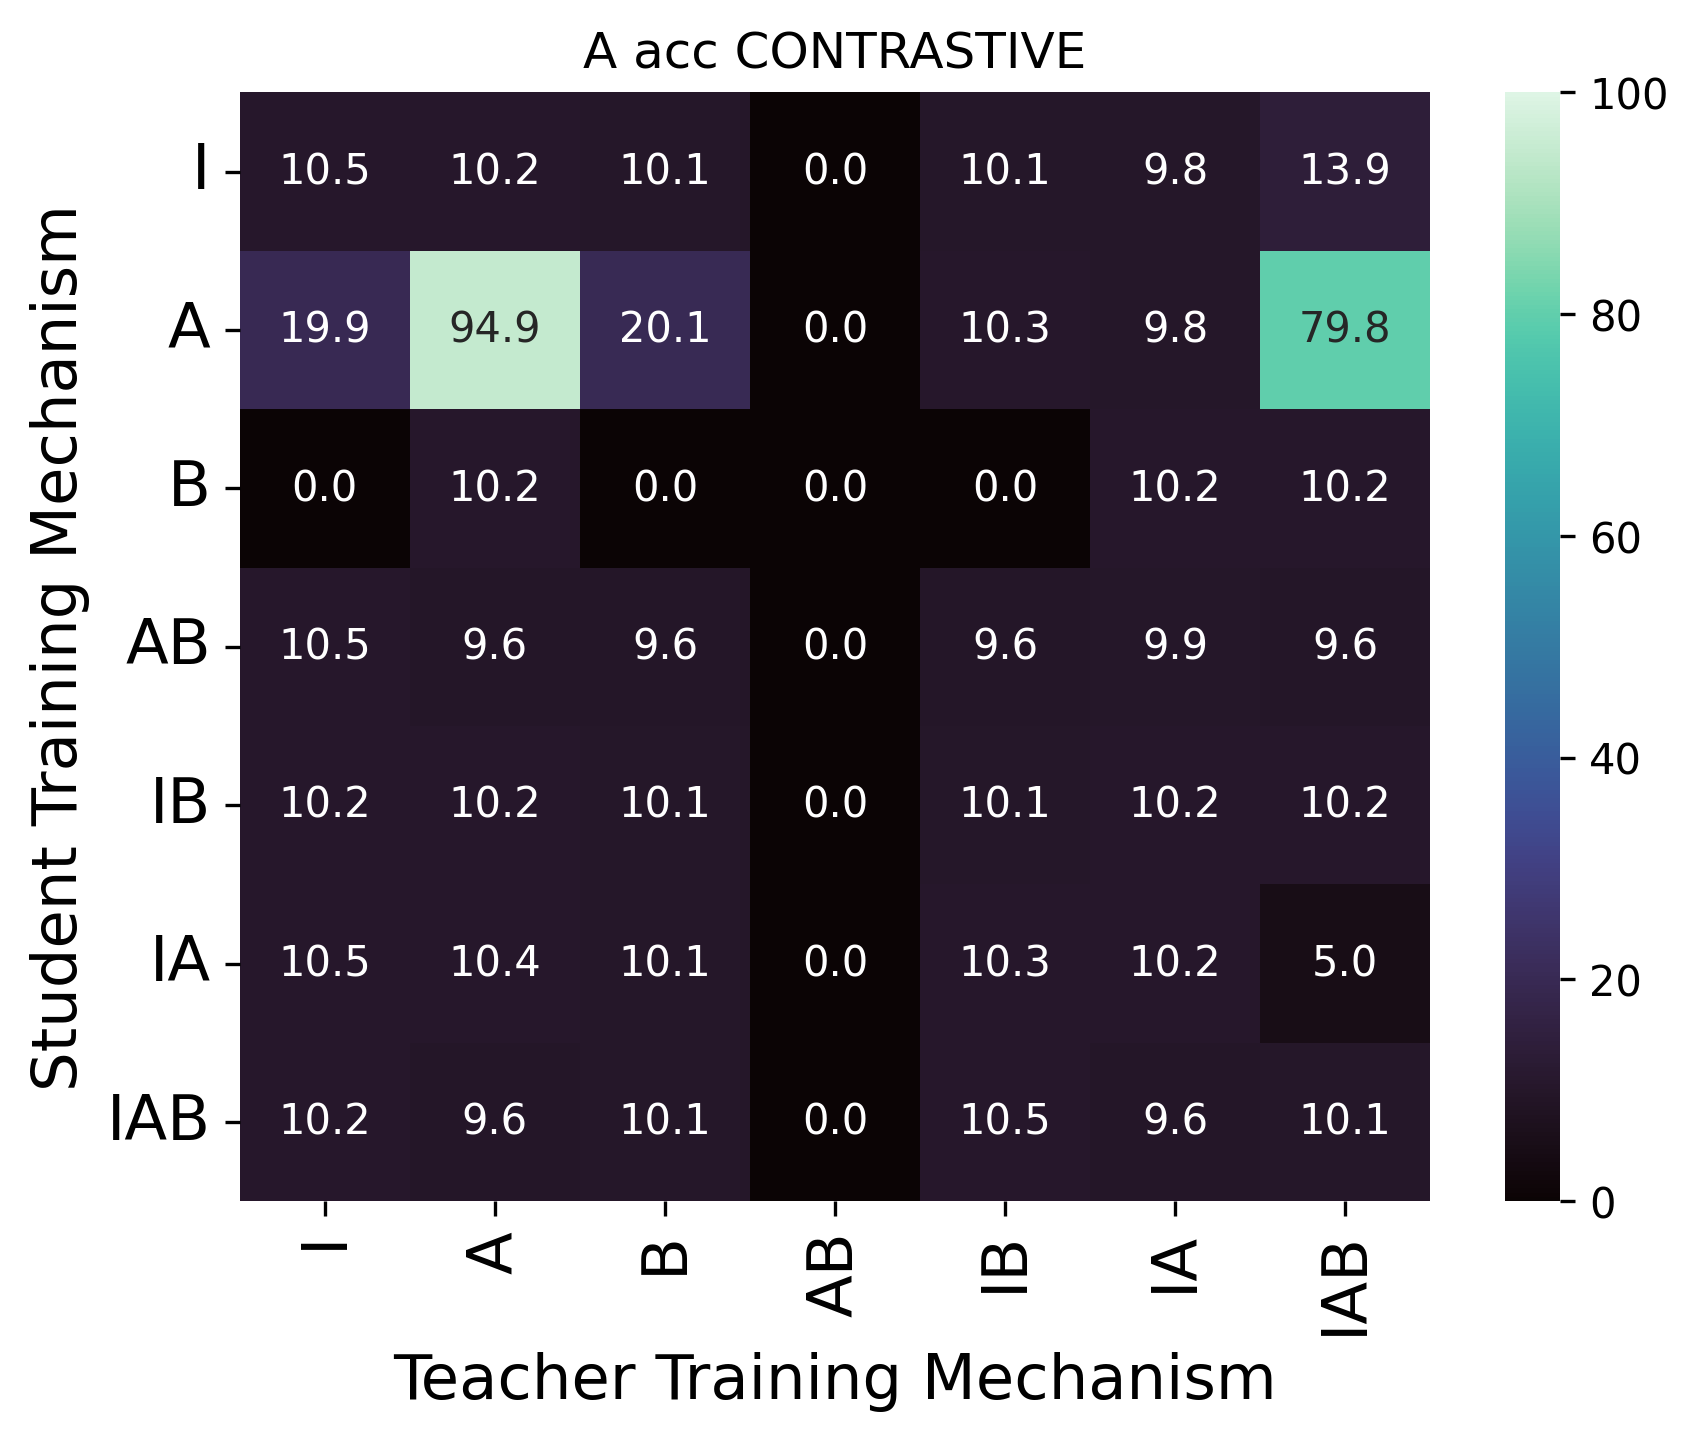 A acc CONTRASTIVE
Student Training Mechanism
I 10.5 10.2 10.1 0.0 10.1 9.8 13.9
A 19.9 94.9 20.1 0.0 10.3 9.8 79.8
B 0.0 10.2 0.0 0.0 0.0 10.2 10.2
AB 10.5 9.6 9.6 0.0 9.6 9.9 9.6
IB 10.2 10.2 10.1 0.0 10.1 10.2 10.2
IA 10.5 10.4 10.1 0.0 10.3 10.2 5.0
IAB 10.2 9.6 10.1 0.0 10.5 9.6 10.1
I A B AB IB IA IAB
Teacher Training Mechanism
100
80
60
40
20
0